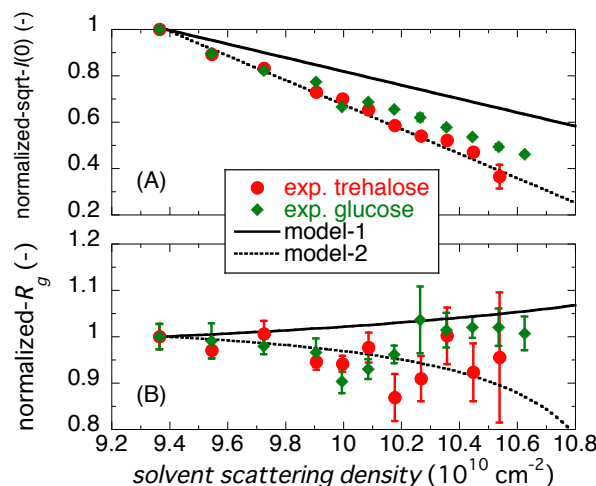 normalized-sqrt-I(0) (-)
1
0.8
0.6
0.4
0.2
(A)
exp. trehalose
exp. glucose
model-1
model-2
normalized-Rg (-)
1.2
1.1
1
0.9
0.8
(B)
9.2 9.4 9.6 9.8 10 10.2 10.4 10.6 10.8
solvent scattering density (10¹⁰ cm⁻²)